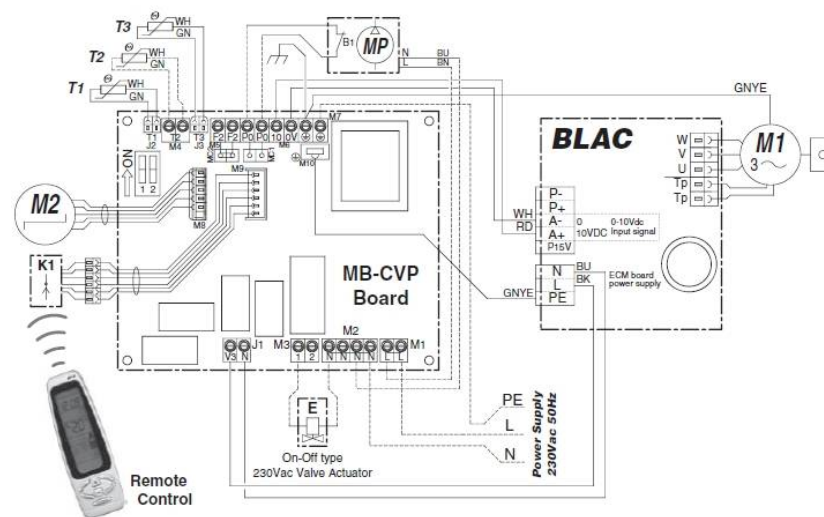 T3
WH
GN
T2
WH
GN
T1
WH
GN
B1
MP
N
L
BU
BN
GNYE
T1
J2
T2
M4
T3
J3
F2
F2
P0
P0
10
0V
M5
M6
M7
MC
MC1
M10
ON
1 2
M9
M8
M2
K1
MB-CVP
Board
BLAC
W
V
U
Tp
Tp
M1
3
P-
P+
A-
A+
P15V
WH
RD
0
10VDC
0-10Vdc
Input signal
N
L
PE
BU
BK
GNYE
ECM board
power supply
V3
N
J1
M3
1
2
N
N
N
N
M2
L
L
M1
E
On-Off type
230Vac Valve Actuator
PE
L
N
Power Supply
230Vac 50Hz
Remote
Control